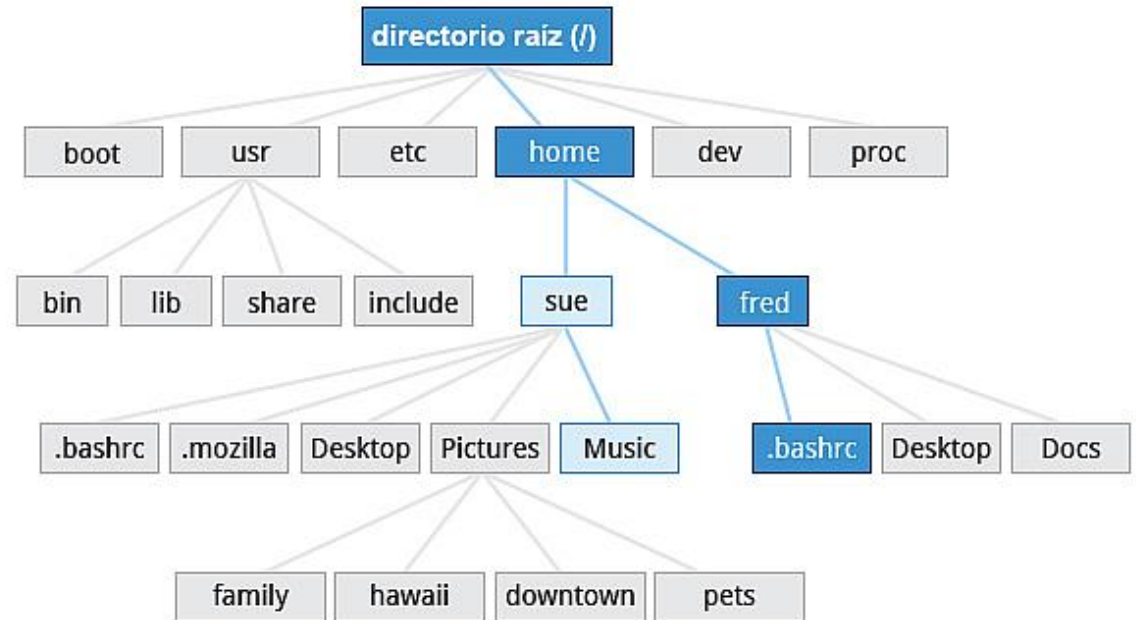 directorio raíz (/)
boot usr etc home dev proc
bin lib share include sue fred
.bashrc .mozilla Desktop Pictures Music .bashrc Desktop Docs
family hawaii downtown pets